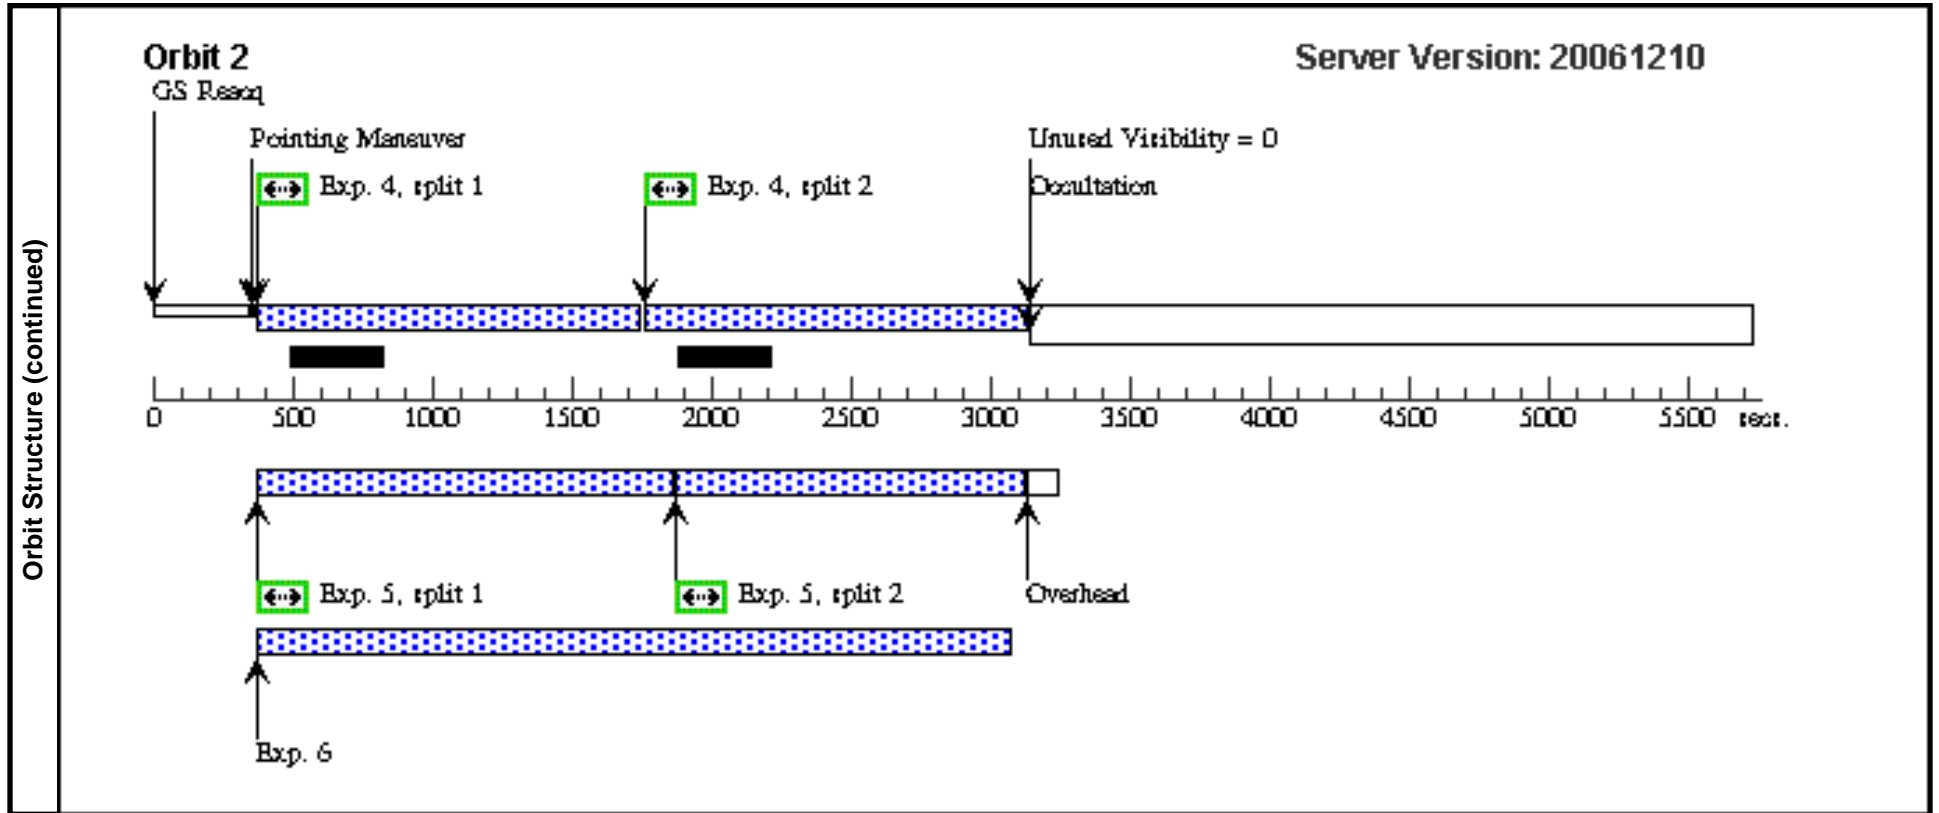 Orbit Structure (continued)
Orbit 2
Server Version: 20061210
GS Reacq
Pointing Maneuver
Unused Visibility = 0
Exp. 4, split 1
Exp. 4, split 2
Occultation
0 500 1000 1500 2000 2500 3000 3500 4000 4500 5000 5500 secs.
Exp. 5, split 1
Exp. 5, split 2
Overhead
Exp. 6